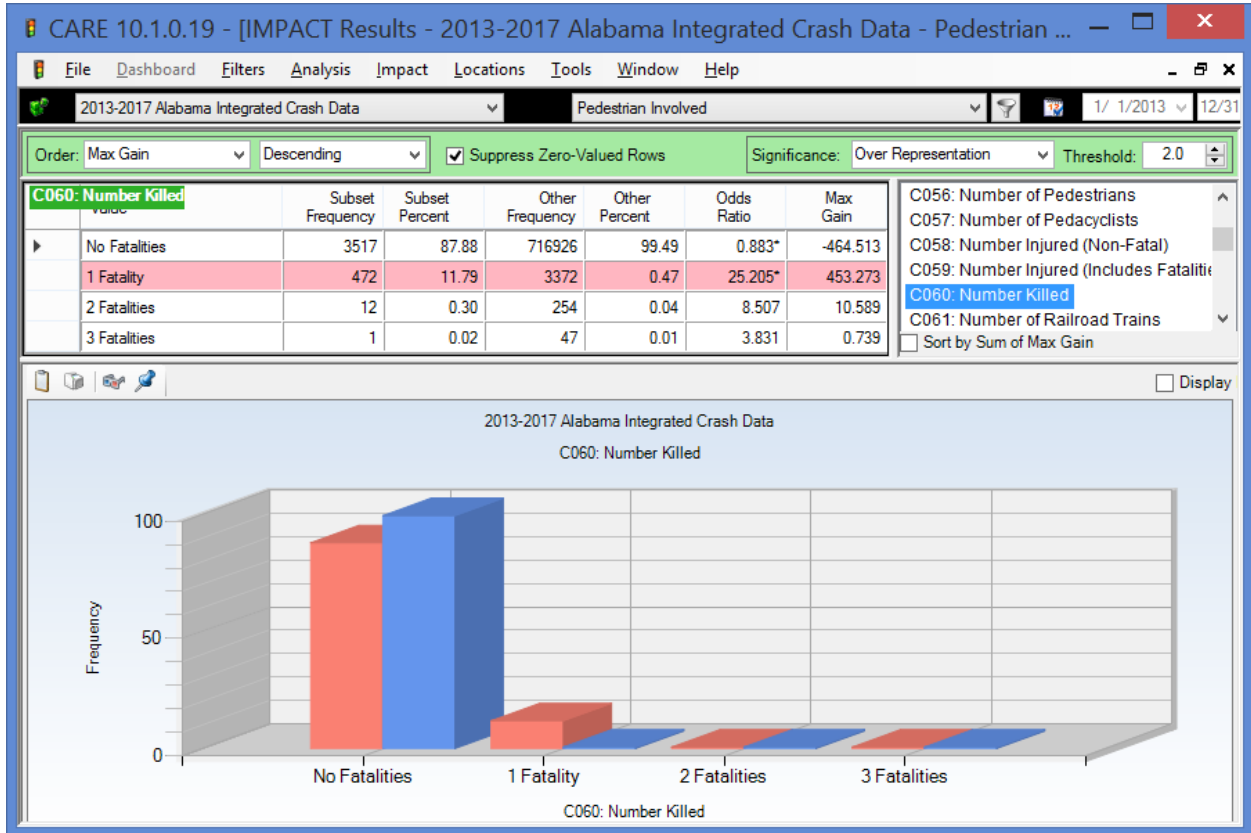 CARE 10.1.0.19 - [IMPACT Results - 2013-2017 Alabama Integrated Crash Data - Pedestrian ...
File Dashboard Filters Analysis Impact Locations Tools Window Help
2013-2017 Alabama Integrated Crash Data Pedestrian Involved 1/ 1/2013 12/31
Order: Max Gain Descending Suppress Zero-Valued Rows Significance: Over Representation Threshold: 2.0
C060: Number Killed Subset Frequency Subset Percent Other Frequency Other Percent Odds Ratio Max Gain
No Fatalities 3517 87.88 716926 99.49 0.883* -464.513
1 Fatality 472 11.79 3372 0.47 25.205* 453.273
2 Fatalities 12 0.30 254 0.04 8.507 10.589
3 Fatalities 1 0.02 47 0.01 3.831 0.739
C056: Number of Pedestrians
C057: Number of Pedacyclists
C058: Number Injured (Non-Fatal)
C059: Number Injured (Includes Fatalitie
C060: Number Killed
C061: Number of Railroad Trains
Sort by Sum of Max Gain
Display
2013-2017 Alabama Integrated Crash Data
C060: Number Killed
100
50
0
Frequency
No Fatalities 1 Fatality 2 Fatalities 3 Fatalities
C060: Number Killed